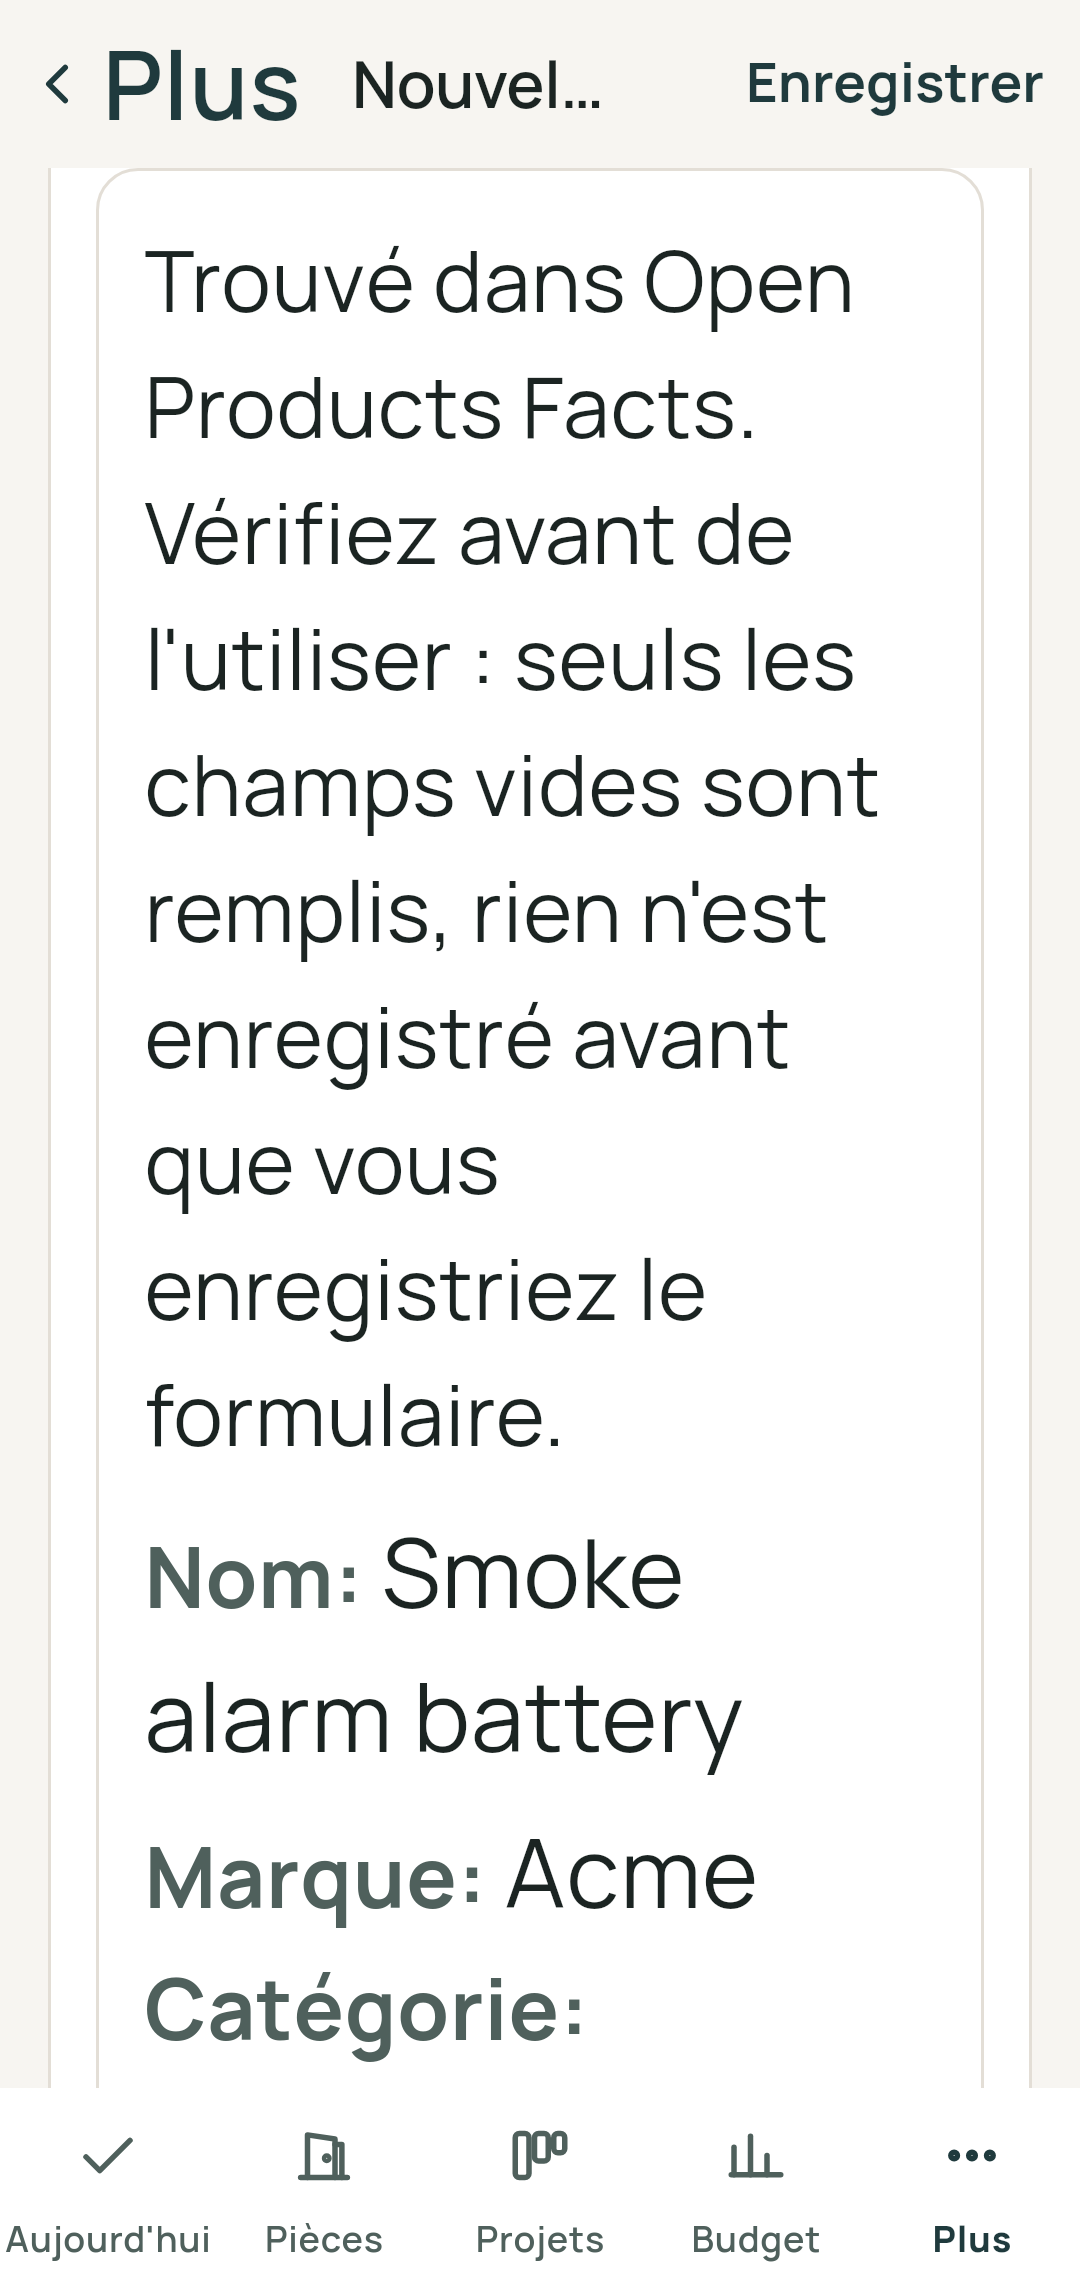 Plus
Nouvel...
Enregistrer
Trouvé dans Open
Products Facts.
Vérifiez avant de
l'utiliser : seuls les
champs vides sont
remplis, rien n'est
enregistré avant
que vous
enregistriez le
formulaire.
Nom: Smoke
alarm battery
Marque: Acme
Catégorie:
Aujourd'hui
Pièces
Projets
Budget
Plus